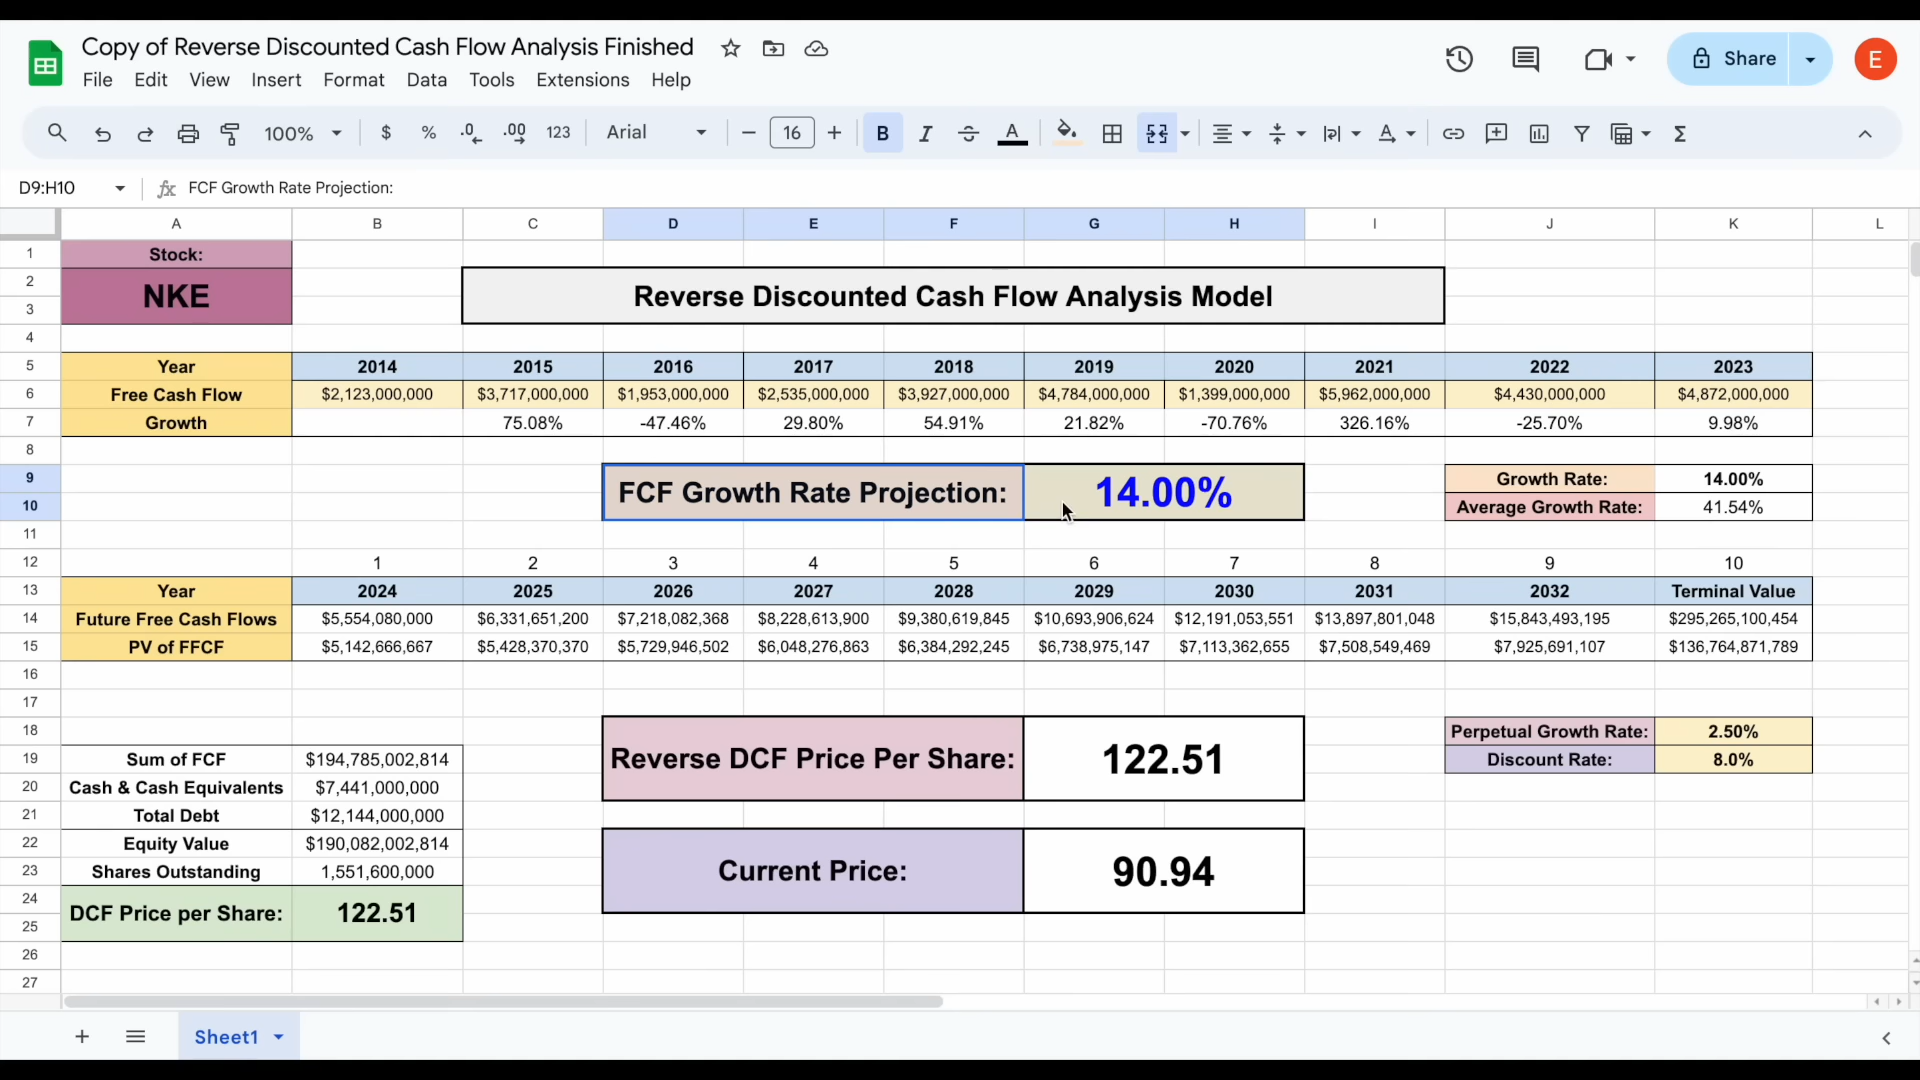 Copy of Reverse Discounted Cash Flow Analysis Finished
File Edit View Insert Format Data Tools Extensions Help
Share
E
100% $ % .0 .00 123 Arial 16 B I A
D9:H10 fx FCF Growth Rate Projection:
A B C D E F G H I J K L
1 Stock:
2 NKE Reverse Discounted Cash Flow Analysis Model
3
4
5 Year 2014 2015 2016 2017 2018 2019 2020 2021 2022 2023
6 Free Cash Flow $2,123,000,000 $3,717,000,000 $1,953,000,000 $2,535,000,000 $3,927,000,000 $4,784,000,000 $1,399,000,000 $5,962,000,000 $4,430,000,000 $4,872,000,000
7 Growth 75.08% -47.46% 29.80% 54.91% 21.82% -70.76% 326.16% -25.70% 9.98%
8
9 FCF Growth Rate Projection: 14.00% Growth Rate: 14.00%
10 Average Growth Rate: 41.54%
11
12 1 2 3 4 5 6 7 8 9 10
13 Year 2024 2025 2026 2027 2028 2029 2030 2031 2032 Terminal Value
14 Future Free Cash Flows $5,554,080,000 $6,331,651,200 $7,218,082,368 $8,228,613,900 $9,380,619,845 $10,693,906,624 $12,191,053,551 $13,897,801,048 $15,843,493,195 $295,265,100,454
15 PV of FFCF $5,142,666,667 $5,428,370,370 $5,729,946,502 $6,048,276,863 $6,384,292,245 $6,738,975,147 $7,113,362,655 $7,508,549,469 $7,925,691,107 $136,764,871,789
16
17
18 Perpetual Growth Rate: 2.50%
19 Sum of FCF $194,785,002,814 Reverse DCF Price Per Share: 122.51 Discount Rate: 8.0%
20 Cash & Cash Equivalents $7,441,000,000
21 Total Debt $12,144,000,000
22 Equity Value $190,082,002,814
23 Shares Outstanding 1,551,600,000 Current Price: 90.94
24 DCF Price per Share: 122.51
25
26
27
Sheet1